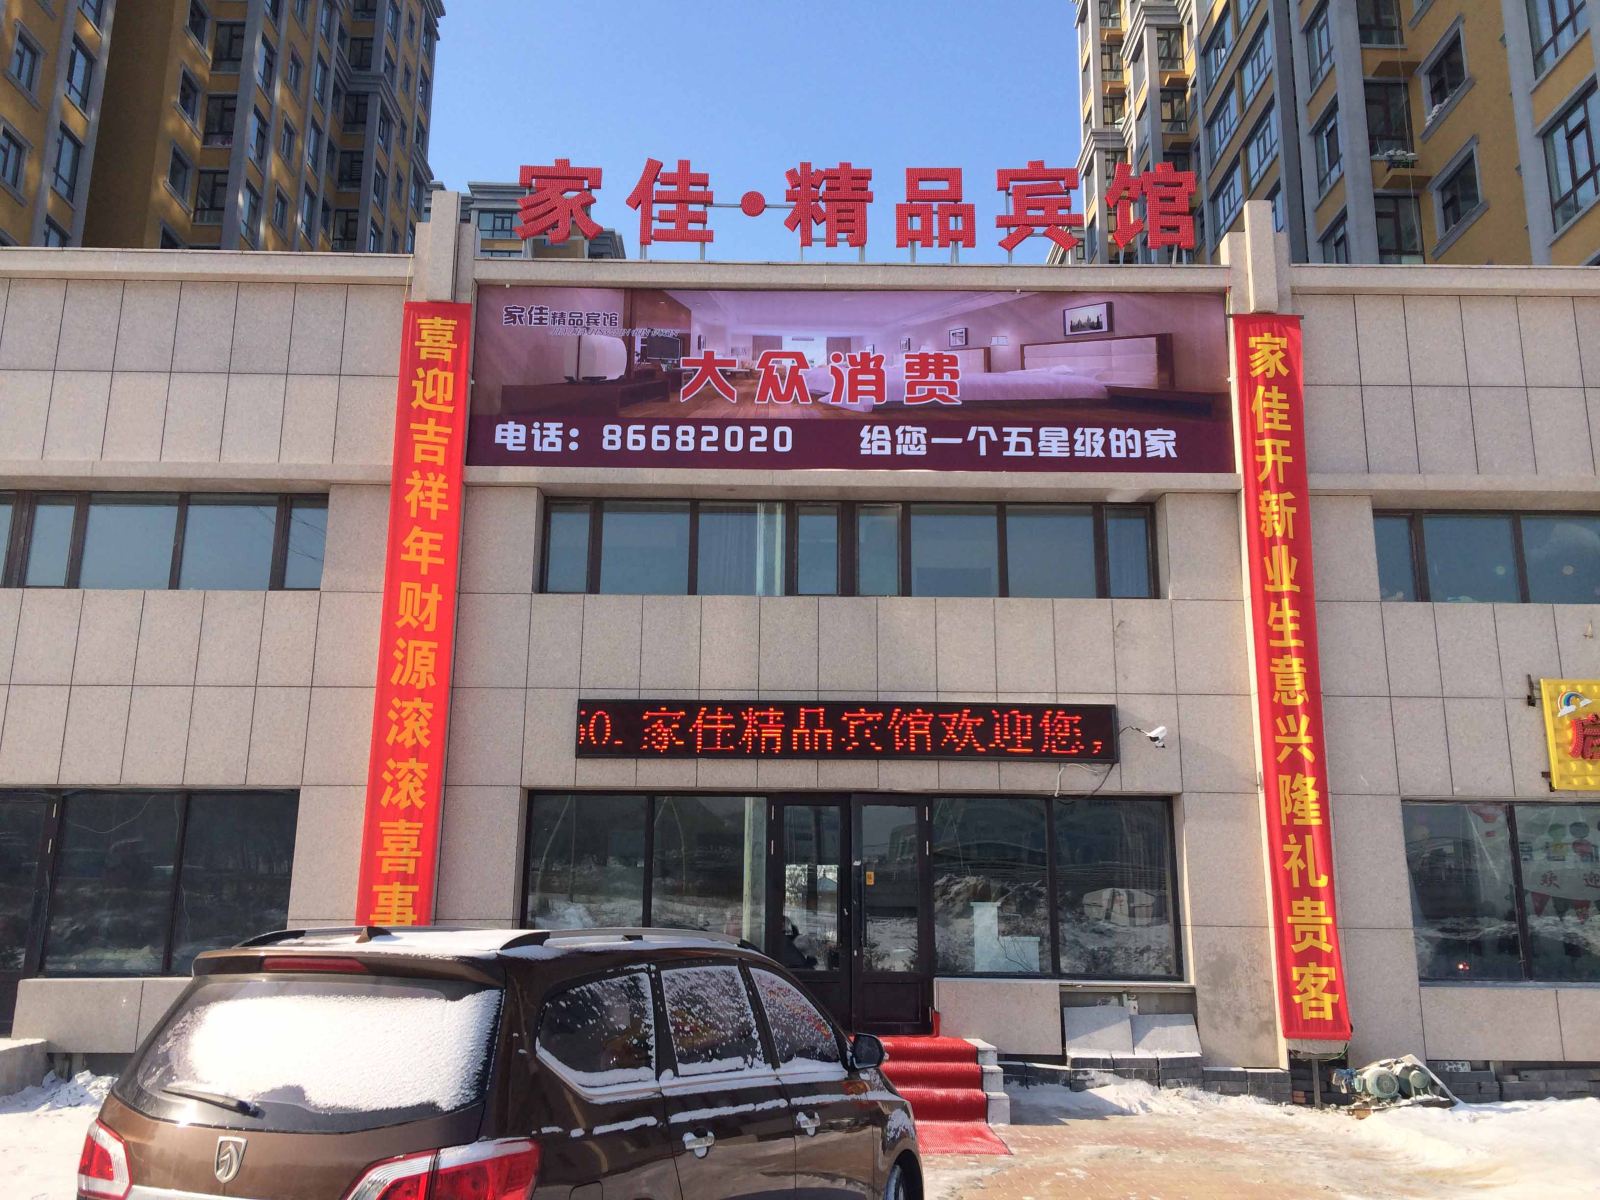 家佳·精品宾馆
家佳精品宾馆
大众消费
电话：86682020 给您一个五星级的家
喜迎吉祥年财源滚滚喜事
家佳开新业生意兴隆礼贵客
60.家佳精品宾馆欢迎您,
欢迎